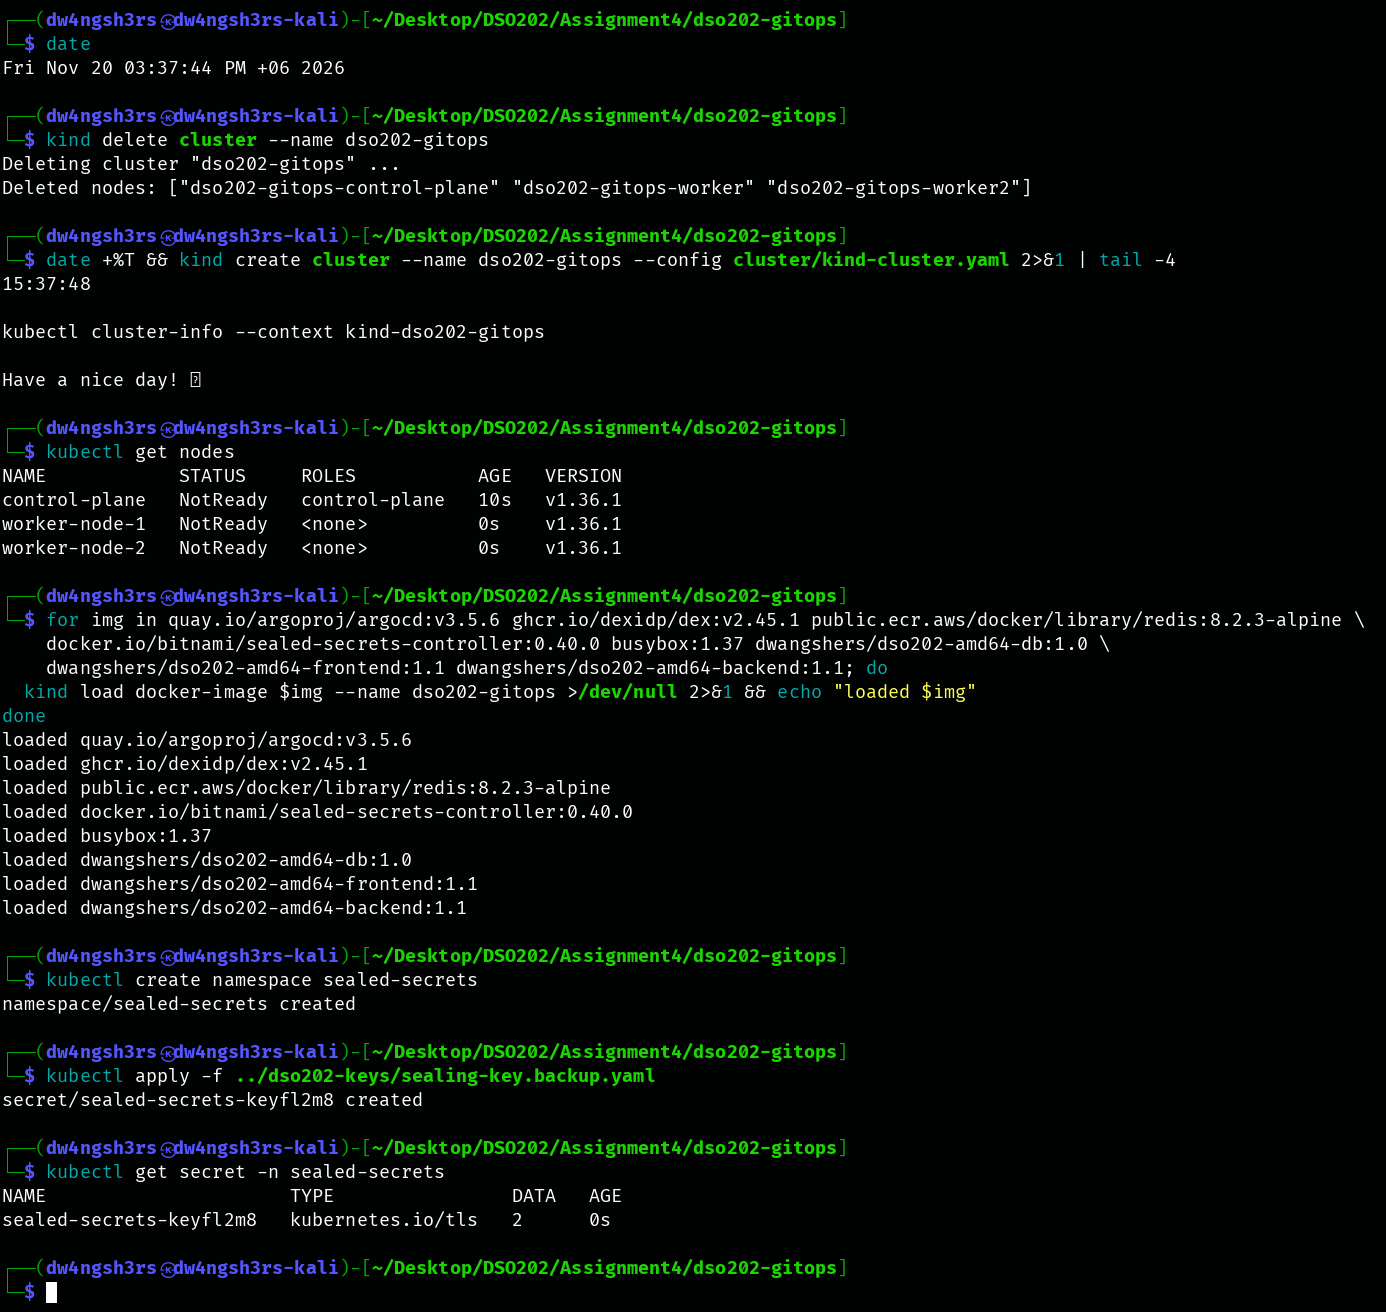 ┌──(dw4ngsh3rs㉿dw4ngsh3rs-kali)-[~/Desktop/DSO202/Assignment4/dso202-gitops]
└─$ date
Fri Nov 20 03:37:44 PM +06 2026
┌──(dw4ngsh3rs㉿dw4ngsh3rs-kali)-[~/Desktop/DSO202/Assignment4/dso202-gitops]
└─$ kind delete cluster --name dso202-gitops
Deleting cluster "dso202-gitops" ...
Deleted nodes: ["dso202-gitops-control-plane" "dso202-gitops-worker" "dso202-gitops-worker2"]
┌──(dw4ngsh3rs㉿dw4ngsh3rs-kali)-[~/Desktop/DSO202/Assignment4/dso202-gitops]
└─$ date +%T && kind create cluster --name dso202-gitops --config cluster/kind-cluster.yaml 2>&1 | tail -4
15:37:48
kubectl cluster-info --context kind-dso202-gitops
Have a nice day!
┌──(dw4ngsh3rs㉿dw4ngsh3rs-kali)-[~/Desktop/DSO202/Assignment4/dso202-gitops]
└─$ kubectl get nodes
NAME            STATUS     ROLES           AGE   VERSION
control-plane   NotReady   control-plane   10s   v1.36.1
worker-node-1   NotReady   <none>          0s    v1.36.1
worker-node-2   NotReady   <none>          0s    v1.36.1
┌──(dw4ngsh3rs㉿dw4ngsh3rs-kali)-[~/Desktop/DSO202/Assignment4/dso202-gitops]
└─$ for img in quay.io/argoproj/argocd:v3.5.6 ghcr.io/dexidp/dex:v2.45.1 public.ecr.aws/docker/library/redis:8.2.3-alpine \
    docker.io/bitnami/sealed-secrets-controller:0.40.0 busybox:1.37 dwangshers/dso202-amd64-db:1.0 \
    dwangshers/dso202-amd64-frontend:1.1 dwangshers/dso202-amd64-backend:1.1; do
  kind load docker-image $img --name dso202-gitops >/dev/null 2>&1 && echo "loaded $img"
done
loaded quay.io/argoproj/argocd:v3.5.6
loaded ghcr.io/dexidp/dex:v2.45.1
loaded public.ecr.aws/docker/library/redis:8.2.3-alpine
loaded docker.io/bitnami/sealed-secrets-controller:0.40.0
loaded busybox:1.37
loaded dwangshers/dso202-amd64-db:1.0
loaded dwangshers/dso202-amd64-frontend:1.1
loaded dwangshers/dso202-amd64-backend:1.1
┌──(dw4ngsh3rs㉿dw4ngsh3rs-kali)-[~/Desktop/DSO202/Assignment4/dso202-gitops]
└─$ kubectl create namespace sealed-secrets
namespace/sealed-secrets created
┌──(dw4ngsh3rs㉿dw4ngsh3rs-kali)-[~/Desktop/DSO202/Assignment4/dso202-gitops]
└─$ kubectl apply -f ../dso202-keys/sealing-key.backup.yaml
secret/sealed-secrets-keyfl2m8 created
┌──(dw4ngsh3rs㉿dw4ngsh3rs-kali)-[~/Desktop/DSO202/Assignment4/dso202-gitops]
└─$ kubectl get secret -n sealed-secrets
NAME                      TYPE                DATA   AGE
sealed-secrets-keyfl2m8   kubernetes.io/tls   2      0s
┌──(dw4ngsh3rs㉿dw4ngsh3rs-kali)-[~/Desktop/DSO202/Assignment4/dso202-gitops]
└─$